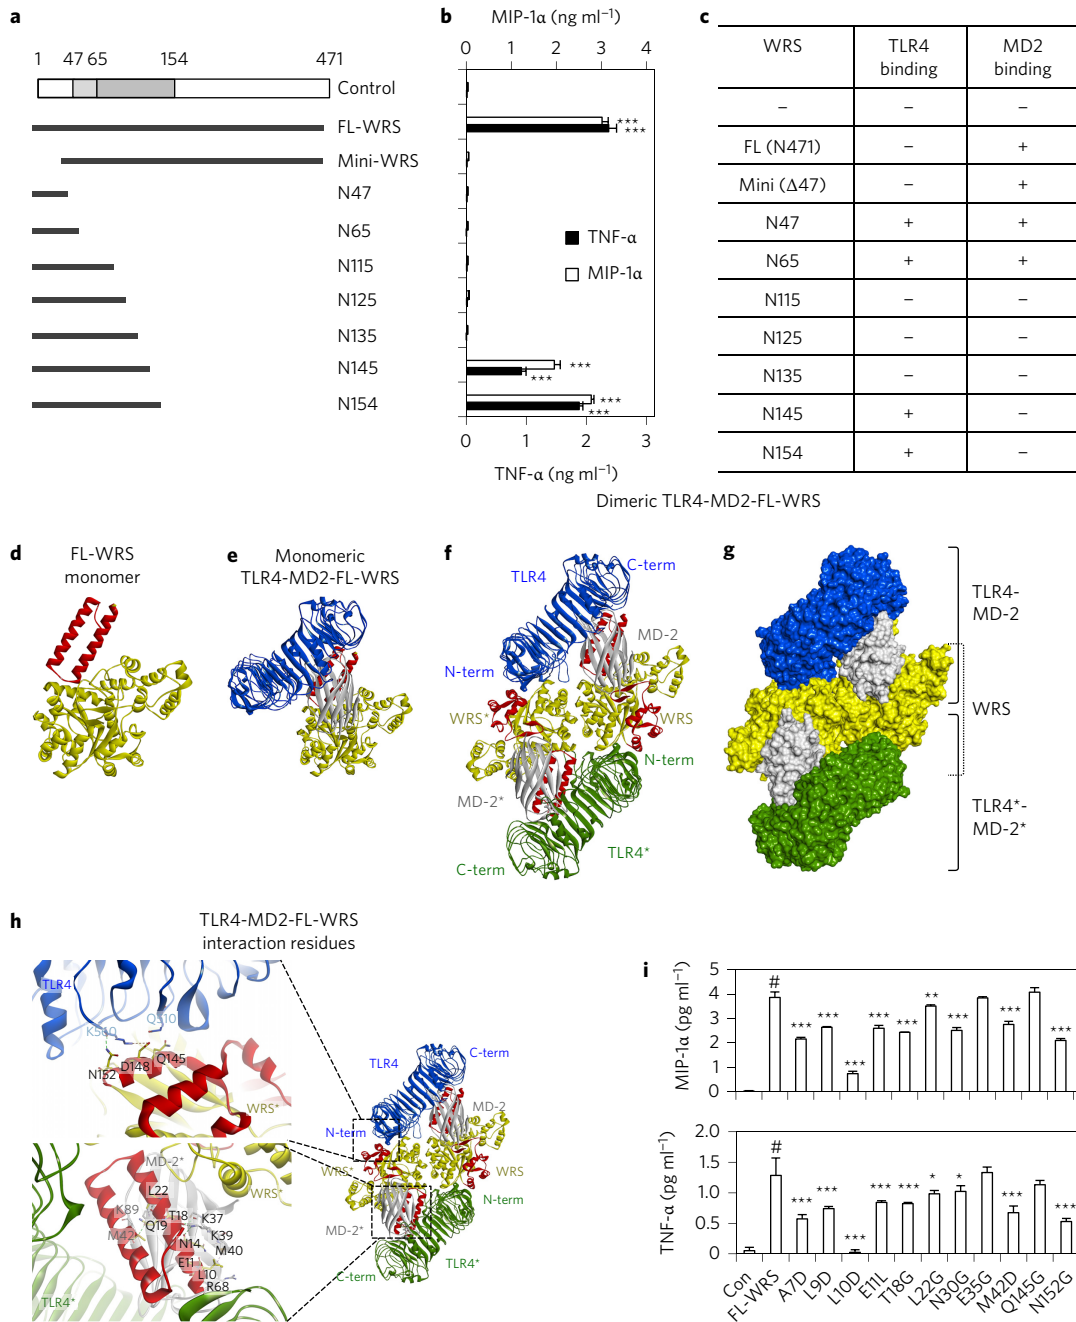 a
1 47 65 154 471
Control
FL-WRS
Mini-WRS
N47
N65
N115
N125
N135
N145
N154
b
MIP-1α (ng ml⁻¹)
0 1 2 3 4
***
***
TNF-α
MIP-1α
***
***
***
***
0 1 2 3
TNF-α (ng ml⁻¹)
c
WRS TLR4 binding MD2 binding
– – –
FL (N471) – +
Mini (Δ47) – +
N47 + +
N65 + +
N115 – –
N125 – –
N135 – –
N145 + –
N154 + –
Dimeric TLR4-MD2-FL-WRS
d
FL-WRS
monomer
e
Monomeric
TLR4-MD2-FL-WRS
f
TLR4
C-term
MD-2
N-term
WRS*
WRS
N-term
MD-2*
TLR4*
C-term
g
TLR4-
MD-2
WRS
TLR4*-
MD-2*
h
TLR4-MD2-FL-WRS
interaction residues
TLR4
Q510
Q145
D148
N152
WRS*
MD-2*
WRS*
L22
K89
T18
K37
Q19
M42
K39
N14
M40
E11
L10
R68
TLR4*
TLR4
C-term
MD-2
N-term
WRS*
WRS
N-term
MD-2*
TLR4*
C-term
i
MIP-1α (pg ml⁻¹)
5
4
3
2
1
0
# *** *** *** *** *** ** *** *** ***
TNF-α (pg ml⁻¹)
2.0
1.5
1.0
0.5
0
# *** *** *** *** *** * * *** ***
Con FL-WRS A7D L9D L10D E11L T18G L22G N30G E35G M42D Q145G N152G